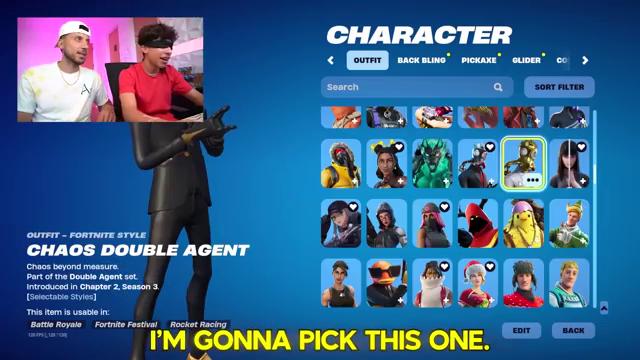 CHARACTER
OUTFIT BACK BLING PICKAXE GLIDER CO
Search SORT FILTER
OUTFIT – FORTNITE STYLE
CHAOS DOUBLE AGENT
Chaos beyond measure.
Part of the Double Agent set.
Introduced in Chapter 2, Season 3.
[Selectable Styles]
This item is usable in:
Battle Royale Fortnite Festival Rocket Racing
EDIT BACK
I'M GONNA PICK THIS ONE.